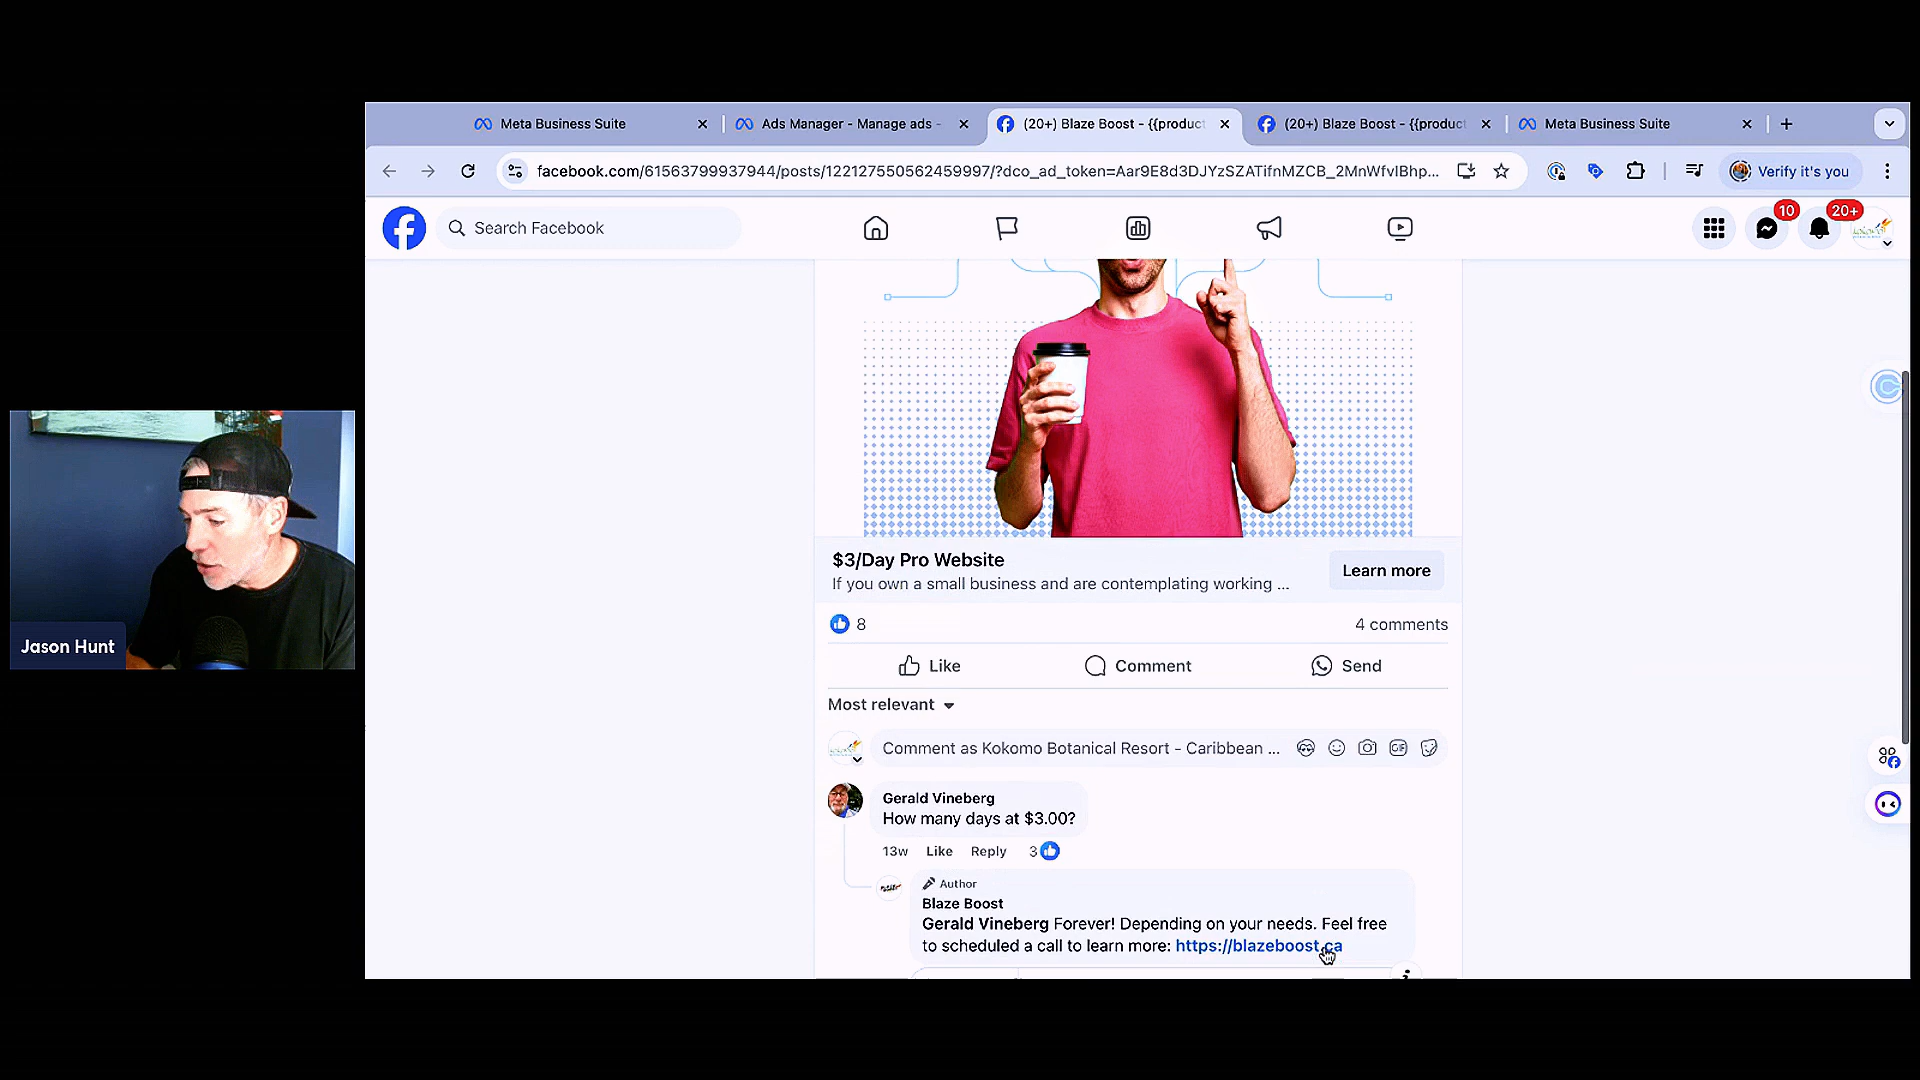 Meta Business Suite
Ads Manager - Manage ads -
(20+) Blaze Boost - {{product
(20+) Blaze Boost - {{product
Meta Business Suite
facebook.com/61563799937944/posts/122127550562459997/?dco_ad_token=Aar9E8d3DJYzSZATifnMZCB_2MnWfvIBhp...
Verify it's you
Search Facebook
10
20+
$3/Day Pro Website
If you own a small business and are contemplating working ...
Learn more
8
4 comments
Like
Comment
Send
Most relevant
Comment as Kokomo Botanical Resort - Caribbean ...
GIF
Gerald Vineberg
How many days at $3.00?
13w Like Reply 3
Author
Blaze Boost
Gerald Vineberg Forever! Depending on your needs. Feel free
to scheduled a call to learn more: https://blazeboost.ca
Jason Hunt